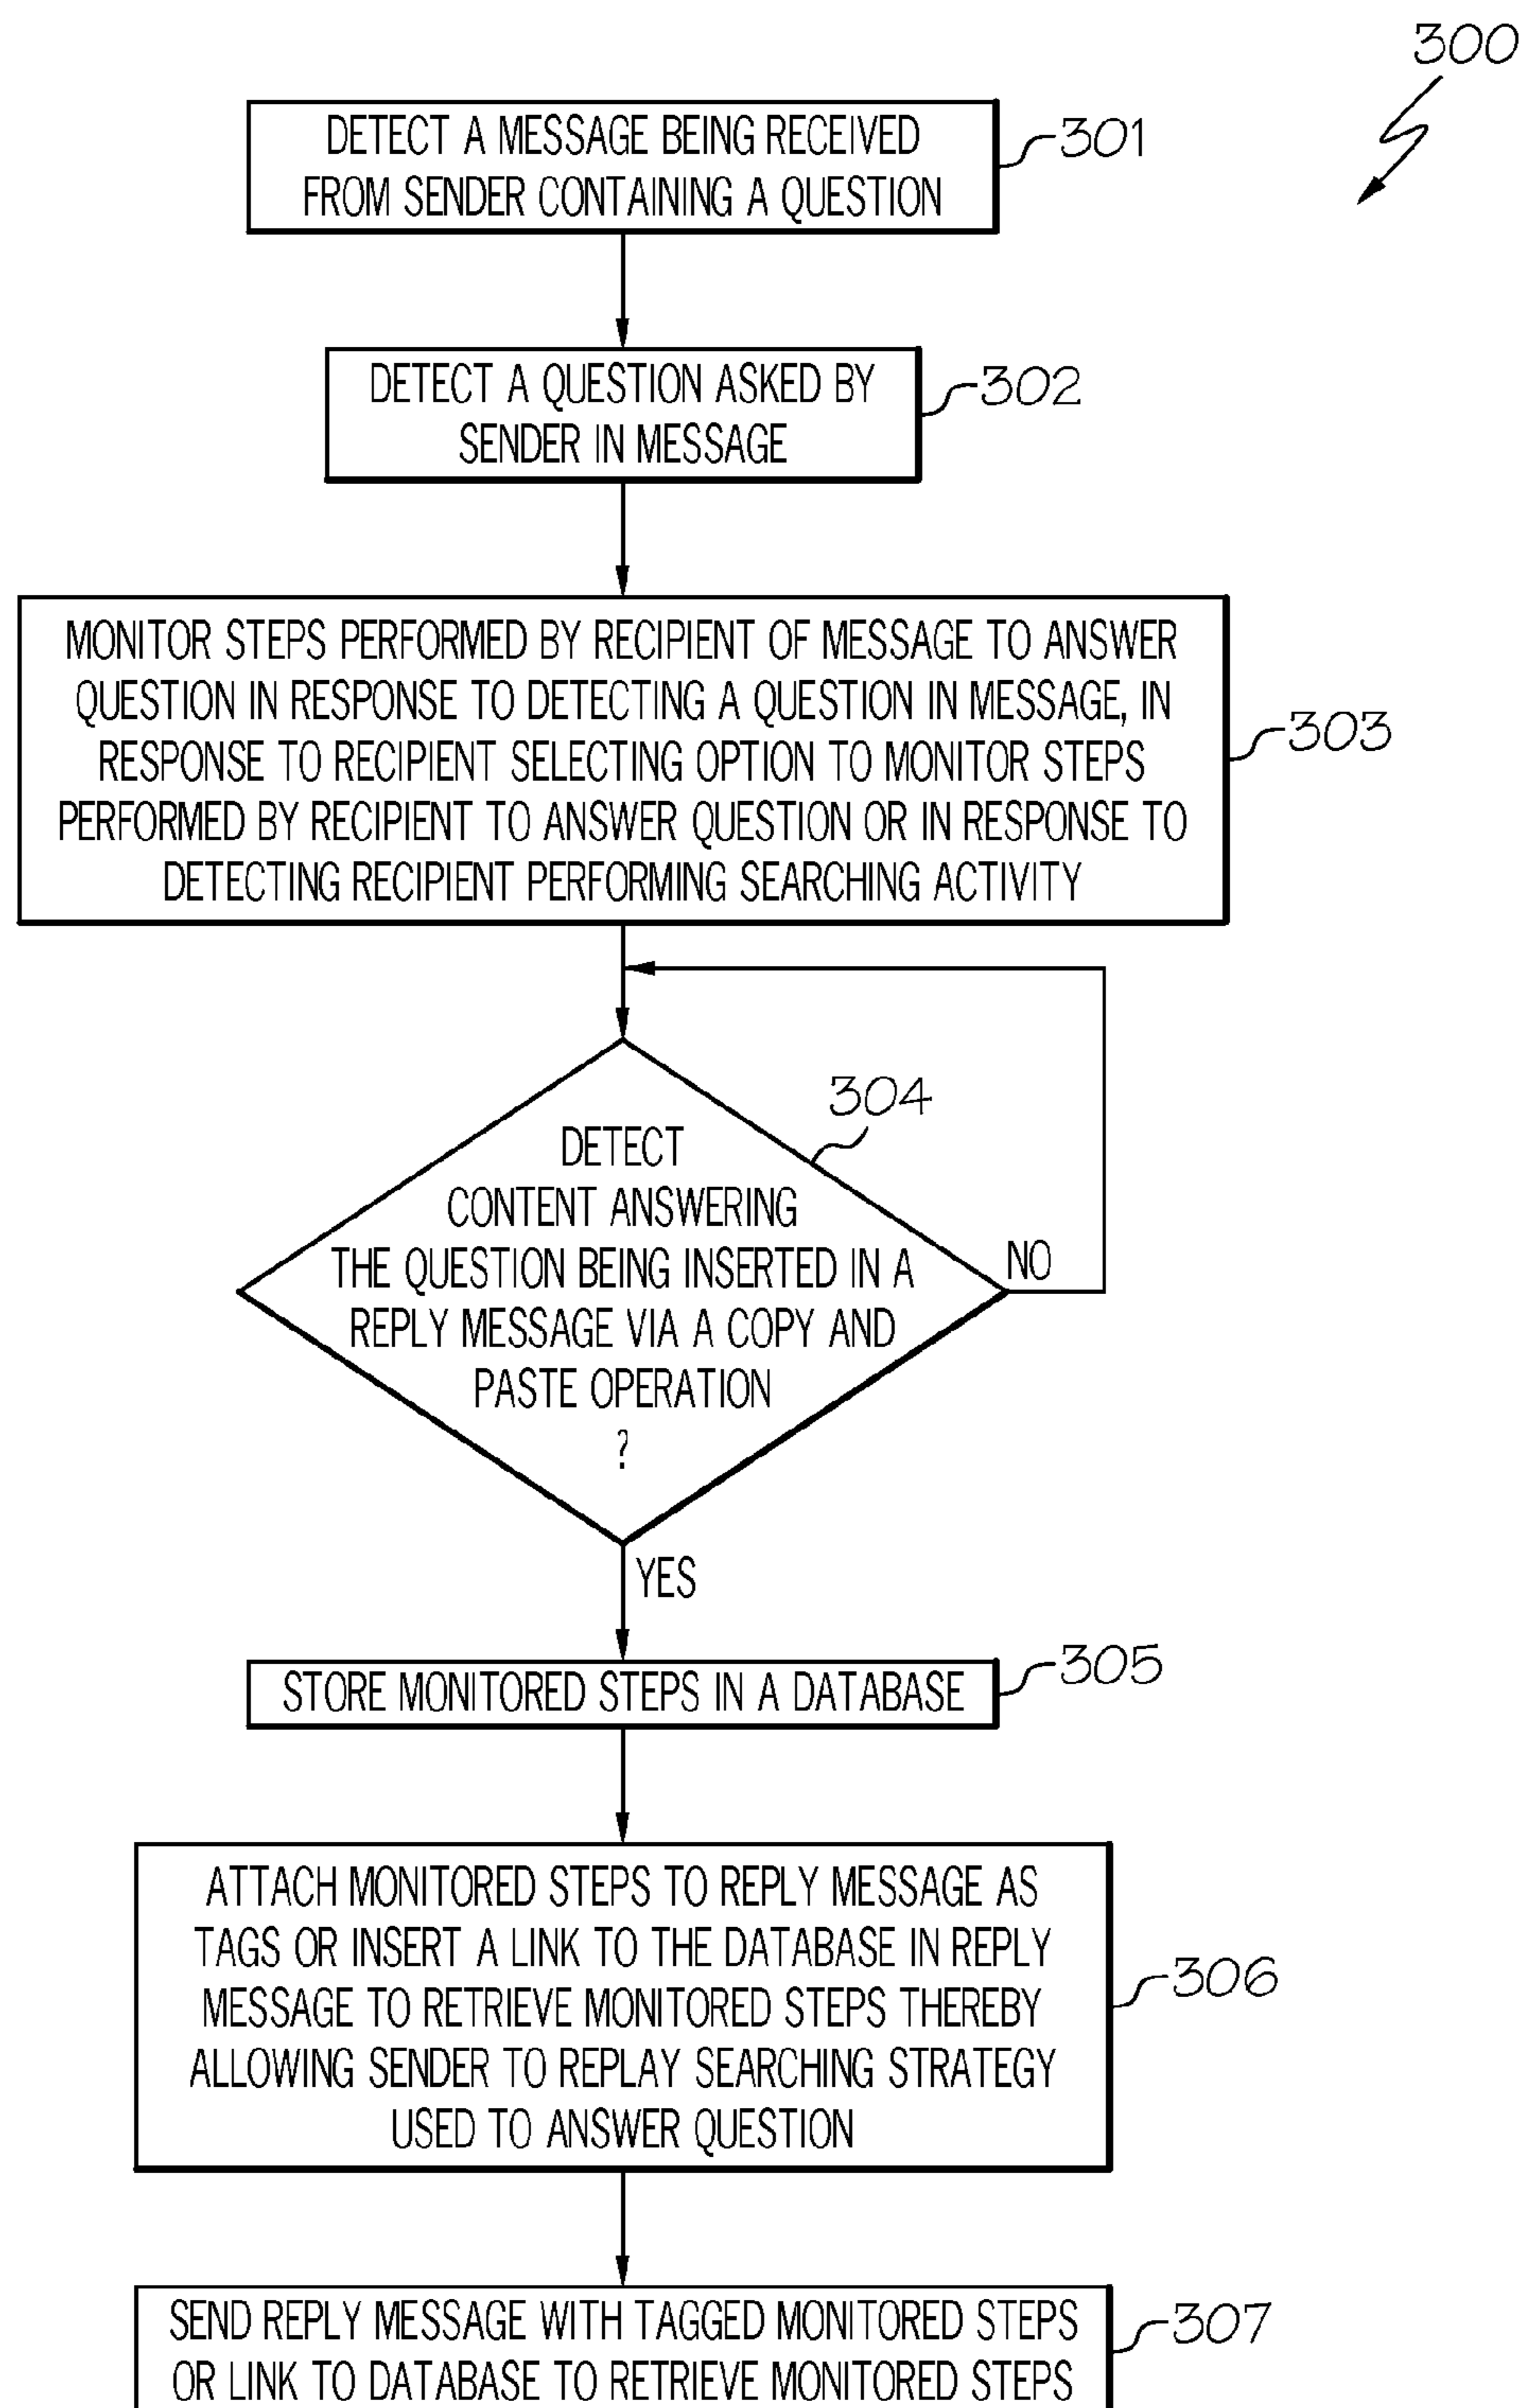 300
DETECT A MESSAGE BEING RECEIVED
FROM SENDER CONTAINING A QUESTION
301
DETECT A QUESTION ASKED BY
SENDER IN MESSAGE
302
MONITOR STEPS PERFORMED BY RECIPIENT OF MESSAGE TO ANSWER
QUESTION IN RESPONSE TO DETECTING A QUESTION IN MESSAGE, IN
RESPONSE TO RECIPIENT SELECTING OPTION TO MONITOR STEPS
PERFORMED BY RECIPIENT TO ANSWER QUESTION OR IN RESPONSE TO
DETECTING RECIPIENT PERFORMING SEARCHING ACTIVITY
303
304
DETECT
CONTENT ANSWERING
THE QUESTION BEING INSERTED IN A
REPLY MESSAGE VIA A COPY AND
PASTE OPERATION
?
NO
YES
STORE MONITORED STEPS IN A DATABASE
305
ATTACH MONITORED STEPS TO REPLY MESSAGE AS
TAGS OR INSERT A LINK TO THE DATABASE IN REPLY
MESSAGE TO RETRIEVE MONITORED STEPS THEREBY
ALLOWING SENDER TO REPLAY SEARCHING STRATEGY
USED TO ANSWER QUESTION
306
SEND REPLY MESSAGE WITH TAGGED MONITORED STEPS
OR LINK TO DATABASE TO RETRIEVE MONITORED STEPS
307